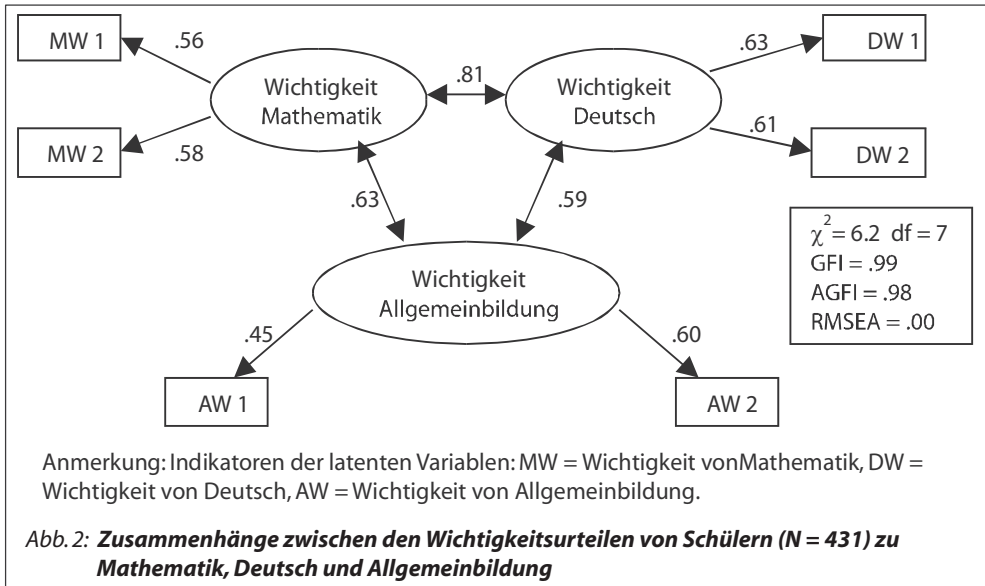 MW 1
.56
Wichtigkeit
Mathematik
.81
Wichtigkeit
Deutsch
.63
DW 1
MW 2
.58
.61
DW 2
.63
.59
χ² = 6.2 df = 7
GFI = .99
AGFI = .98
RMSEA = .00
Wichtigkeit
Allgemeinbildung
.45
.60
AW 1
AW 2
Anmerkung: Indikatoren der latenten Variablen: MW = Wichtigkeit vonMathematik, DW =
Wichtigkeit von Deutsch, AW = Wichtigkeit von Allgemeinbildung.
Abb. 2: Zusammenhänge zwischen den Wichtigkeitsurteilen von Schülern (N = 431) zu
Mathematik, Deutsch und Allgemeinbildung